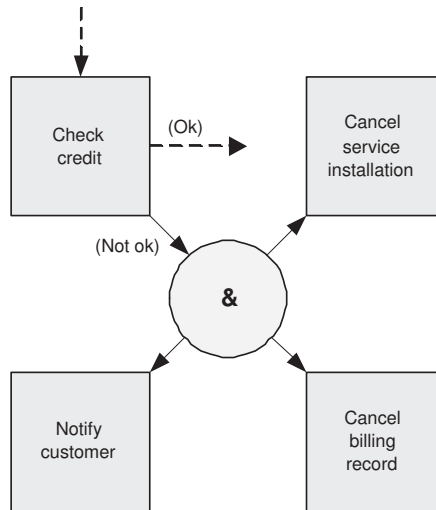 Check
credit
(Ok)
Cancel
service
installation
(Not ok)
&
Notify
customer
Cancel
billing
record